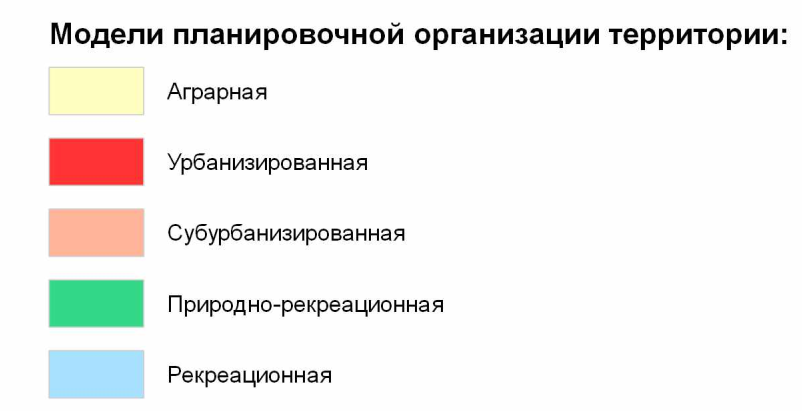 Модели планировочной организации территории:
Аграрная
Урбанизированная
Субурбанизированная
Природно-рекреационная
Рекреационная